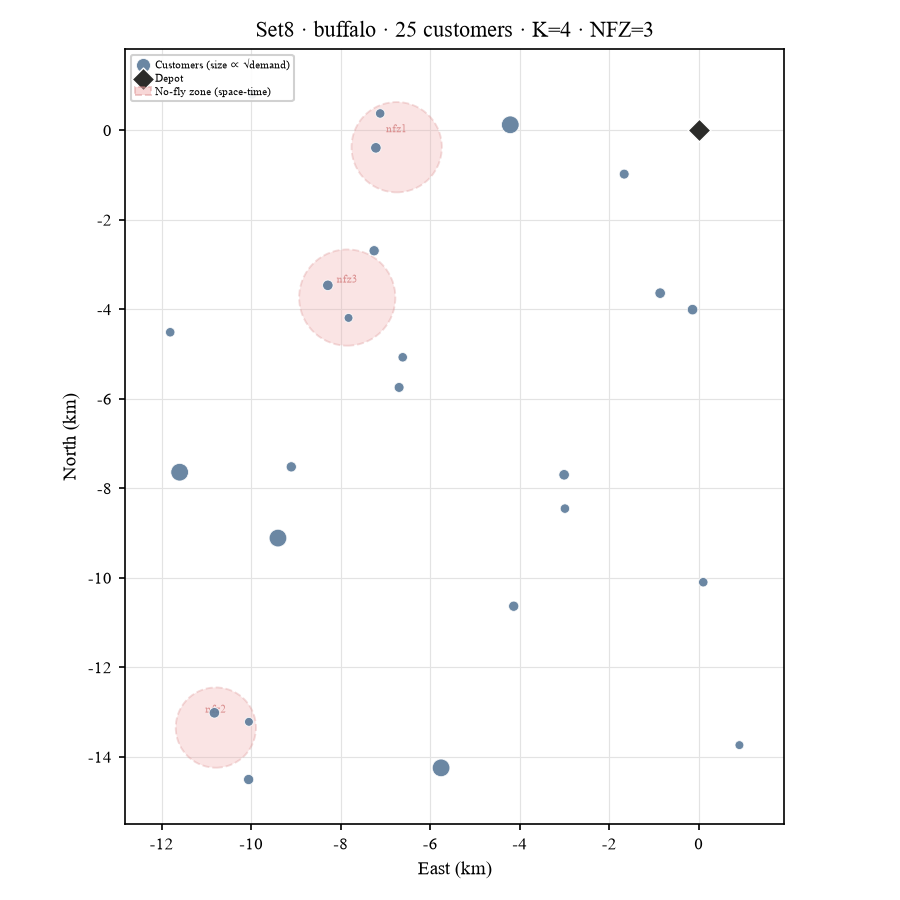 Set8 · buffalo · 25 customers · K=4 · NFZ=3
Customers (size ∝ √demand)
Depot
No-fly zone (space-time)
nfz1
nfz3
nfz2
0
-2
-4
-6
-8
-10
-12
-14
North (km)
-12 -10 -8 -6 -4 -2 0
East (km)